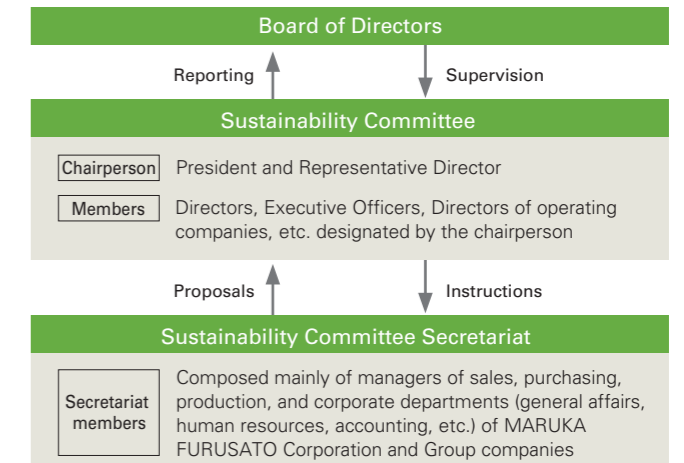 Board of Directors
Reporting
Supervision
Sustainability Committee
Chairperson
President and Representative Director
Members
Directors, Executive Officers, Directors of operating
companies, etc. designated by the chairperson
Proposals
Instructions
Sustainability Committee Secretariat
Secretariat
members
Composed mainly of managers of sales, purchasing,
production, and corporate departments (general affairs,
human resources, accounting, etc.) of MARUKA
FURUSATO Corporation and Group companies